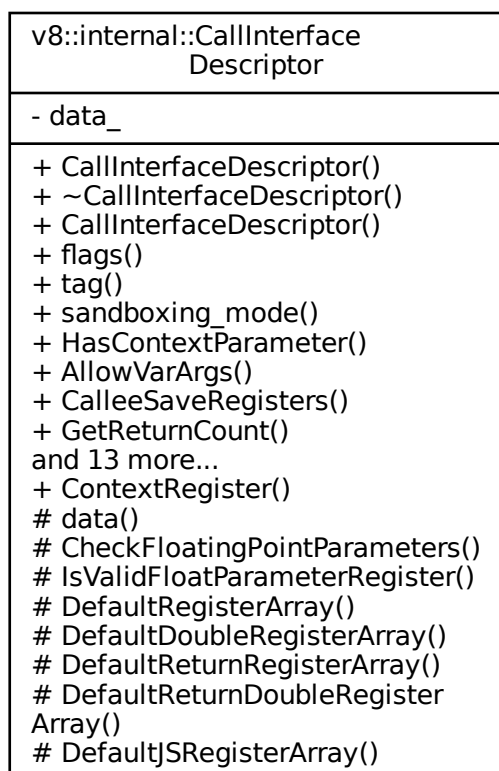 v8::internal::CallInterface
Descriptor
- data_
+ CallInterfaceDescriptor()
+ ~CallInterfaceDescriptor()
+ CallInterfaceDescriptor()
+ flags()
+ tag()
+ sandboxing_mode()
+ HasContextParameter()
+ AllowVarArgs()
+ CalleeSaveRegisters()
+ GetReturnCount()
and 13 more...
+ ContextRegister()
# data()
# CheckFloatingPointParameters()
# IsValidFloatParameterRegister()
# DefaultRegisterArray()
# DefaultDoubleRegisterArray()
# DefaultReturnRegisterArray()
# DefaultReturnDoubleRegister
Array()
# DefaultJSRegisterArray()